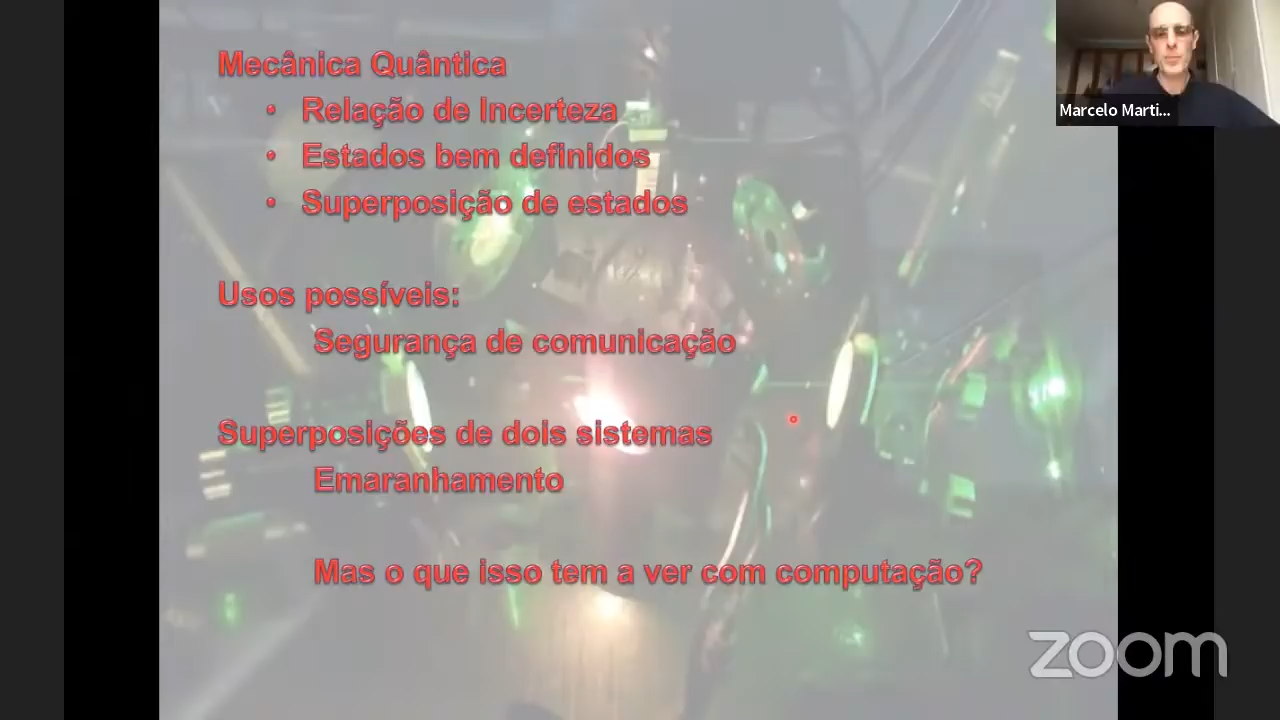 Mecânica Quântica
• Relação de Incerteza
• Estados bem definidos
• Superposição de estados
Usos possíveis:
Segurança de comunicação
Superposições de dois sistemas
Emaranhamento
Mas o que isso tem a ver com computação?
Marcelo Marti...
zoom